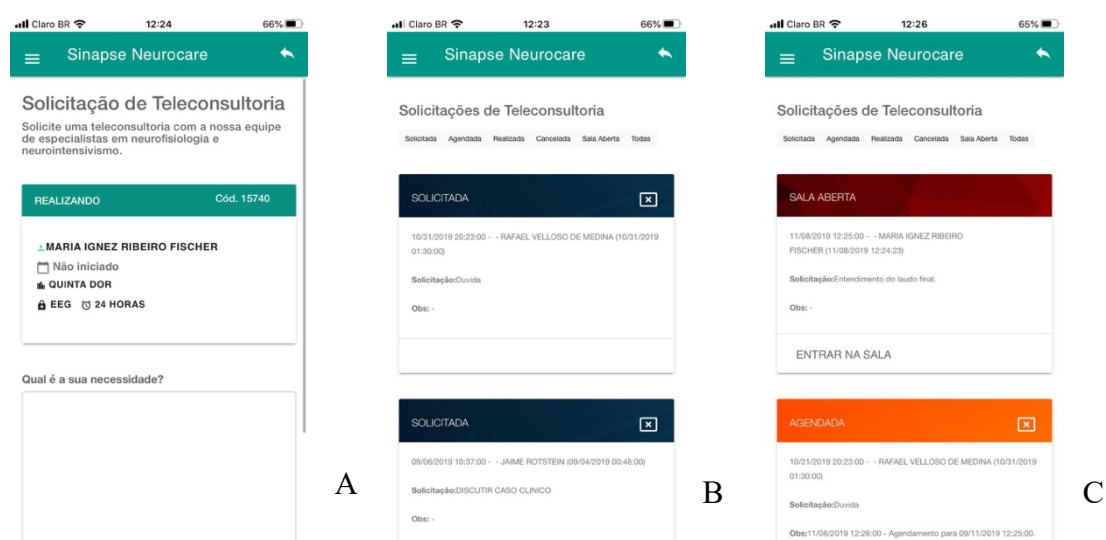 Claro BR 12:24 66%
Sinapse Neurocare
Solicitação de Teleconsultoria
Solicite uma teleconsultoria com a nossa equipe
de especialistas em neurofisiologia e
neurointensivismo.
REALIZANDO Cód. 15740
MARIA IGNEZ RIBEIRO FISCHER
Não iniciado
QUINTA DOR
EEG 24 HORAS
Qual é a sua necessidade?
A
Claro BR 12:23 66%
Sinapse Neurocare
Solicitações de Teleconsultoria
Solicitada Agendada Realizada Cancelada Sala Aberta Todas
SOLICITADA
10/31/2019 20:23:00 - - RAFAEL VELLOSO DE MEDINA (10/31/2019
01:30:00)
Solicitação:Duvida
Obs: -
SOLICITADA
09/06/2019 10:37:00 - - JAIME ROTSTEIN (09/04/2019 00:48:00)
Solicitação:DISCUTIR CASO CLINICO
Obs: -
B
Claro BR 12:26 65%
Sinapse Neurocare
Solicitações de Teleconsultoria
Solicitada Agendada Realizada Cancelada Sala Aberta Todas
SALA ABERTA
11/08/2019 12:25:00 - - MARIA IGNEZ RIBEIRO
FISCHER (11/08/2019 12:24:23)
Solicitação:Entendimento do laudo final.
Obs: -
ENTRAR NA SALA
AGENDADA
10/31/2019 20:23:00 - - RAFAEL VELLOSO DE MEDINA (10/31/2019
01:30:00)
Solicitação:Duvida
Obs:11/08/2019 12:26:00 - Agendamento para 09/11/2019 12:25:00.
C